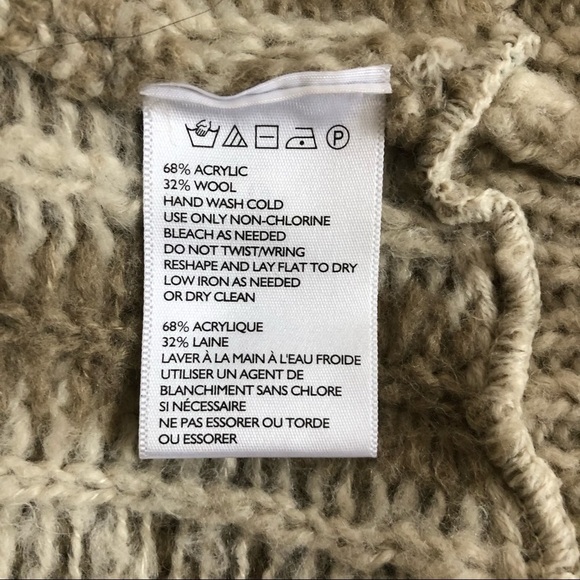 P
68% ACRYLIC
32% WOOL
HAND WASH COLD
USE ONLY NON-CHLORINE
BLEACH AS NEEDED
DO NOT TWIST/WRING
RESHAPE AND LAY FLAT TO DRY
LOW IRON AS NEEDED
OR DRY CLEAN
68% ACRYLIQUE
32% LAINE
LAVER À LA MAIN À L'EAU FROIDE
UTILISER UN AGENT DE
BLANCHIMENT SANS CHLORE
SI NÉCESSAIRE
NE PAS ESSORER OU TORDE
OU ESSORER